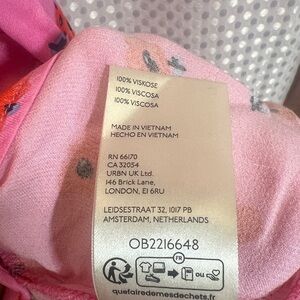 100% VISKOSE
100% VISCOSA
100% VISCOSA
MADE IN VIETNAM
HECHO EN VIETNAM
RN 66170
CA 32054
URBN UK Ltd.
146 Brick Lane,
LONDON, E1 6RU
LEIDSESTRAAT 32, 1017 PB
AMSTERDAM, NETHERLANDS
OB2216648
FR
OU
quefairedemesdechets.fr